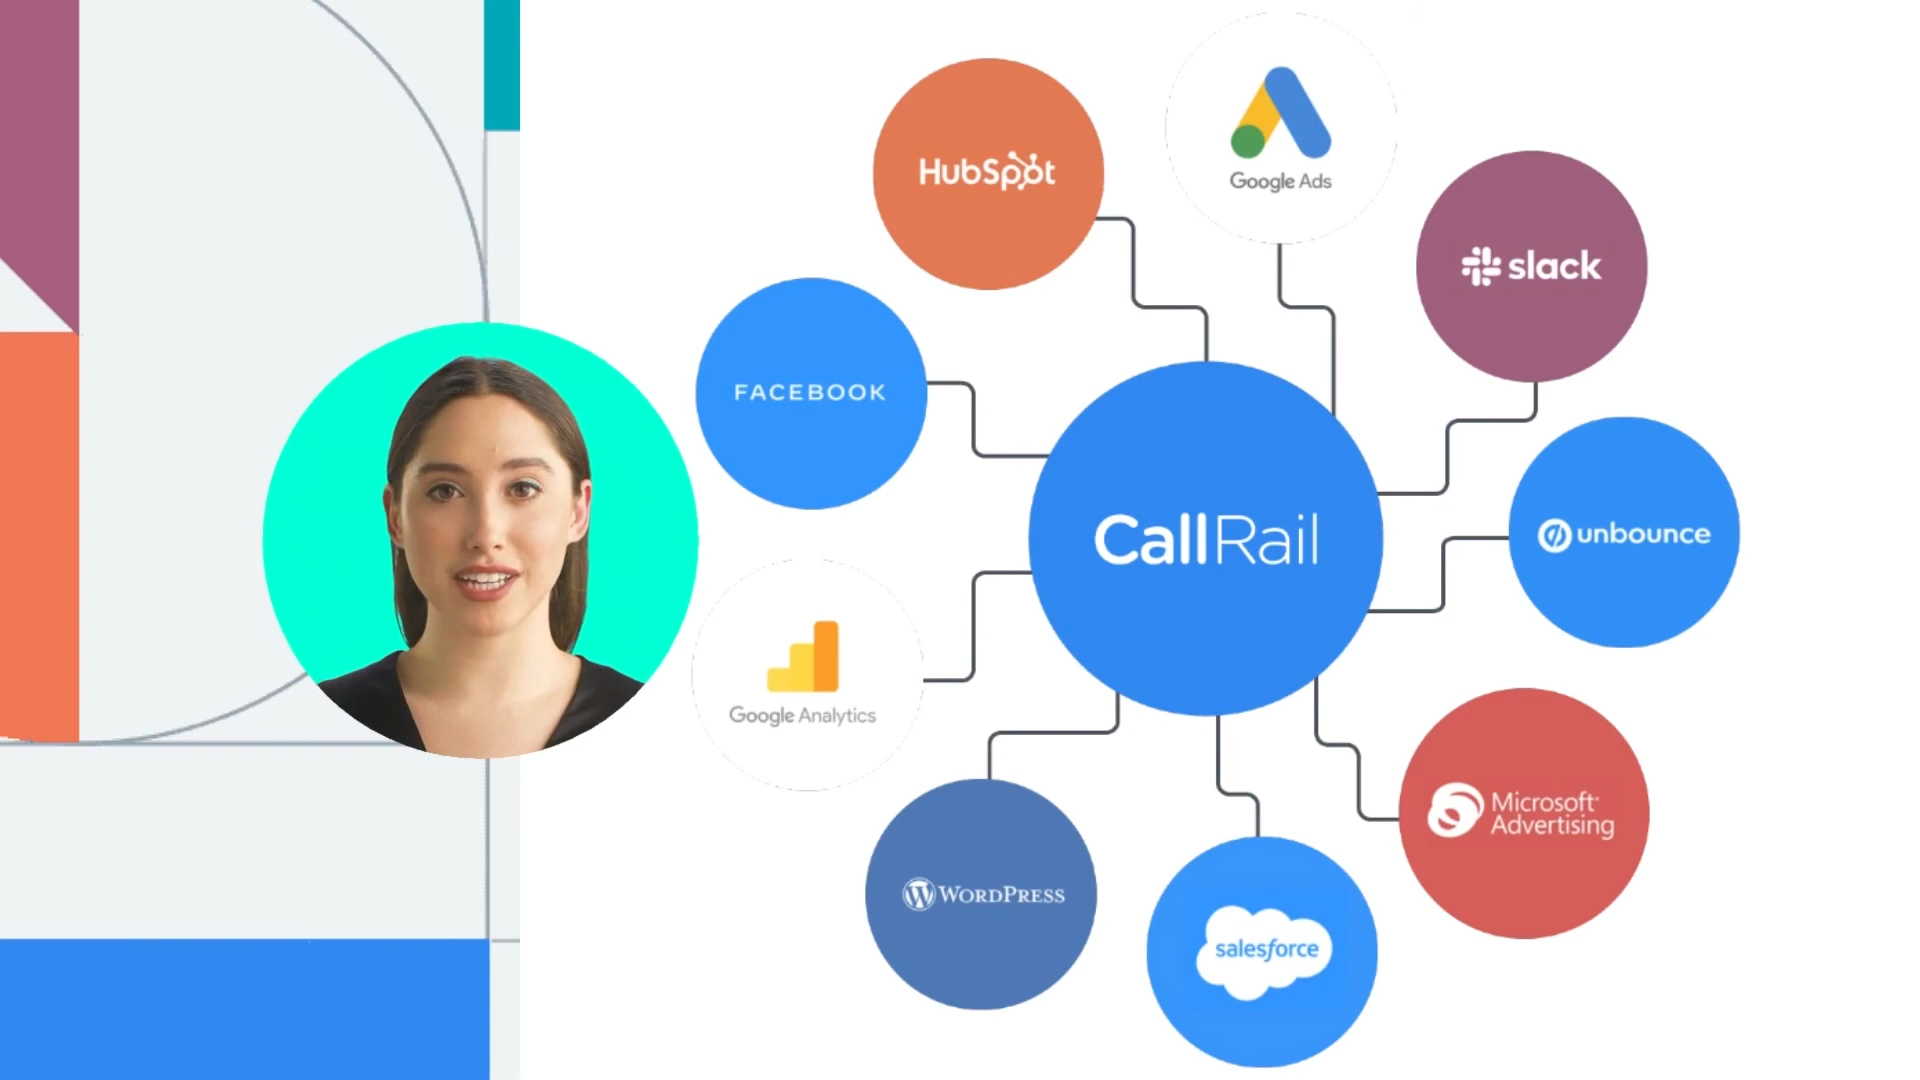 HubSpot
Google Ads
slack
FACEBOOK
CallRail
unbounce
Google Analytics
Microsoft
Advertising
WORDPRESS
salesforce